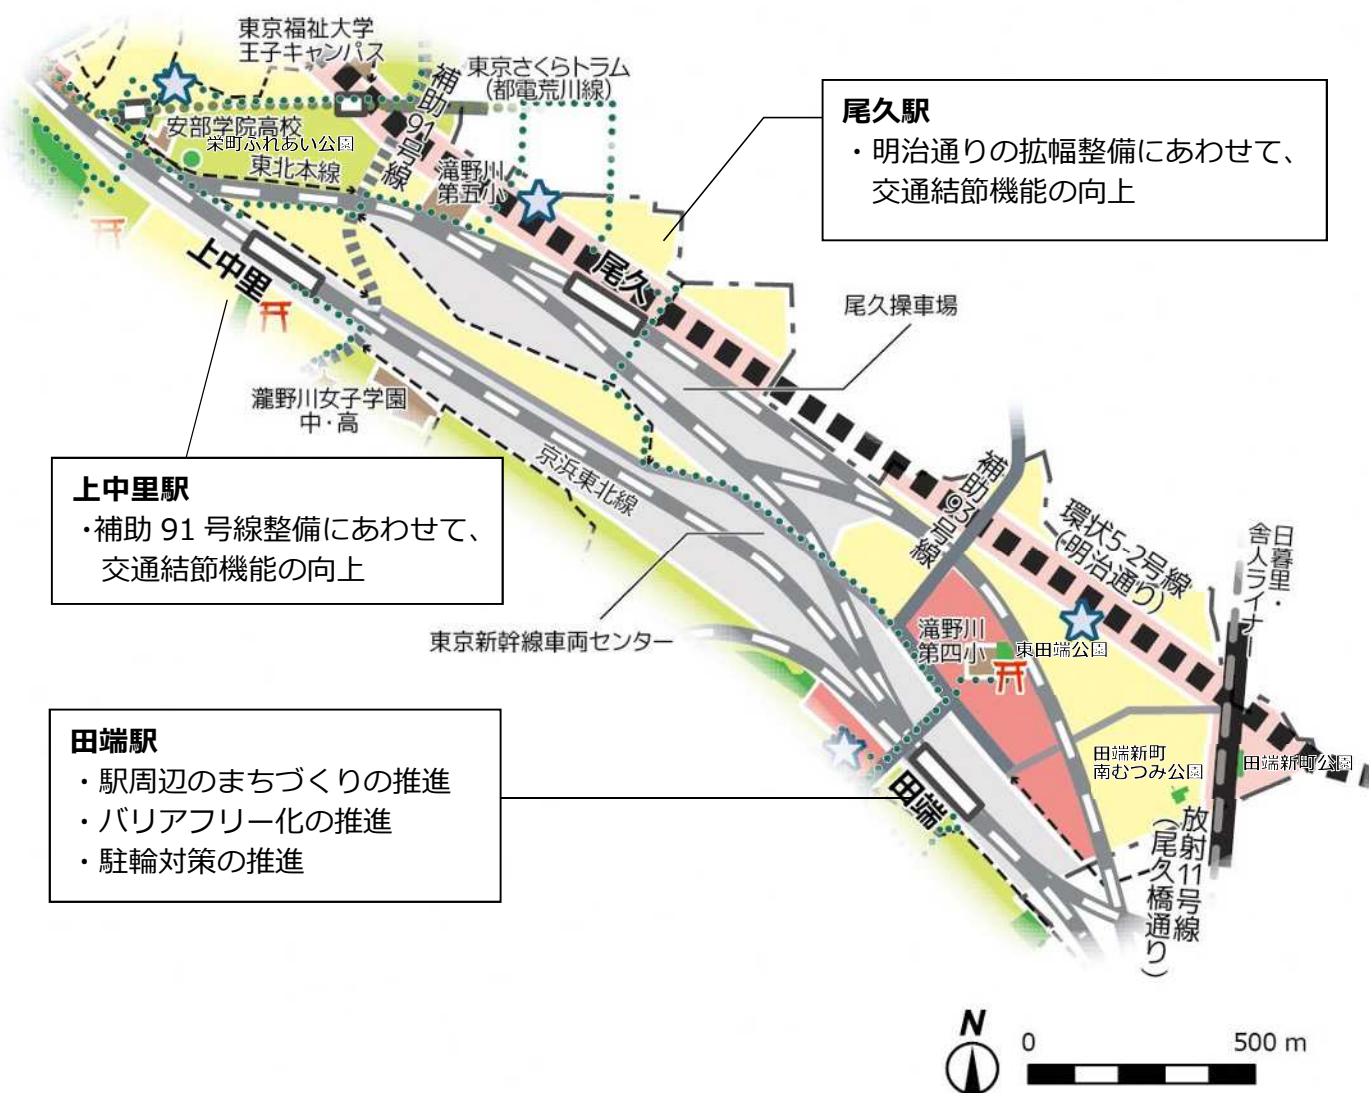 東京福祉大学
王子キャンパス
補助91号線
東京さくらトラム
(都電荒川線)
安部学院高校
栄町ふれあい公園
東北本線
滝野川
第五小
尾久駅
・明治通りの拡幅整備にあわせて、
交通結節機能の向上
上中里
尾久
尾久操車場
瀧野川女子学園
中・高
上中里駅
・補助 91 号線整備にあわせて、
交通結節機能の向上
京浜東北線
補助93号線
環状5-2号線
(明治通り)
日暮里・
舎人ライナー
東京新幹線車両センター
滝野川
第四小
東田端公園
田端駅
・駅周辺のまちづくりの推進
・バリアフリー化の推進
・駐輪対策の推進
田端
田端新町
南むつみ公園
田端新町公園
放射11号線
(尾久橋通り)
N
0
500 m